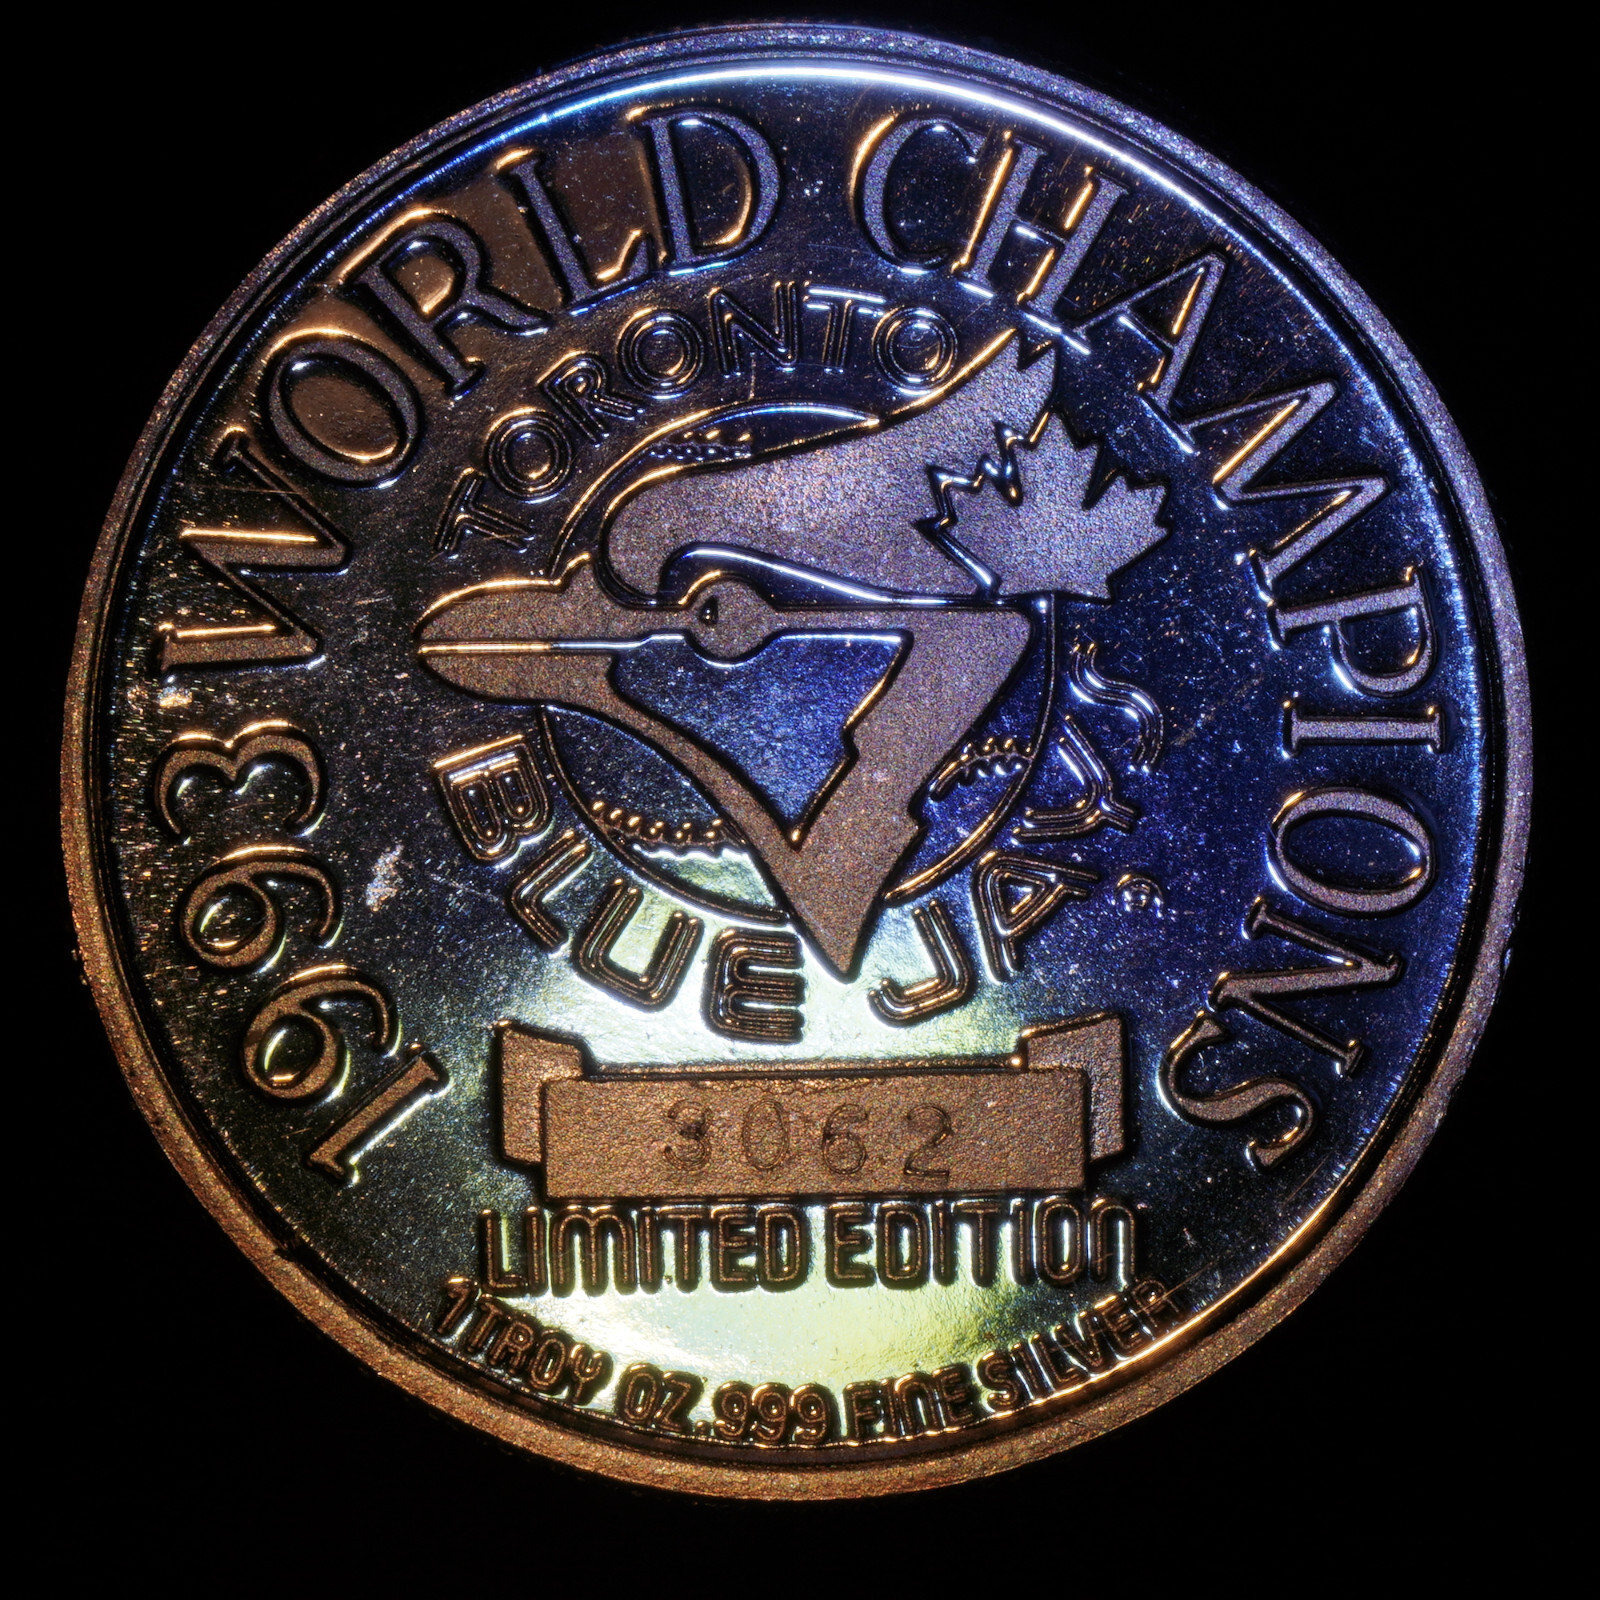 1993 WORLD CHAMPIONS
TORONTO
BLUE JAYS®
3062
LIMITED EDITION
1 TROY OZ .999 FINE SILVER